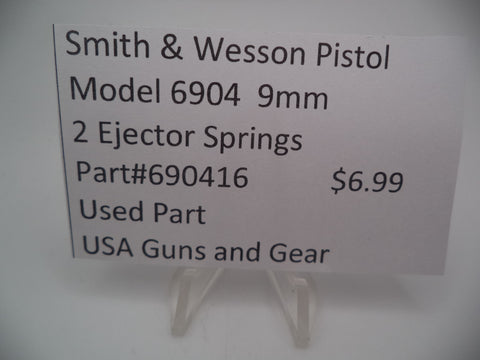 Smith & Wesson Pistol
Model 6904 9mm
2 Ejector Springs
Part#690416 $6.99
Used Part
USA Guns and Gear